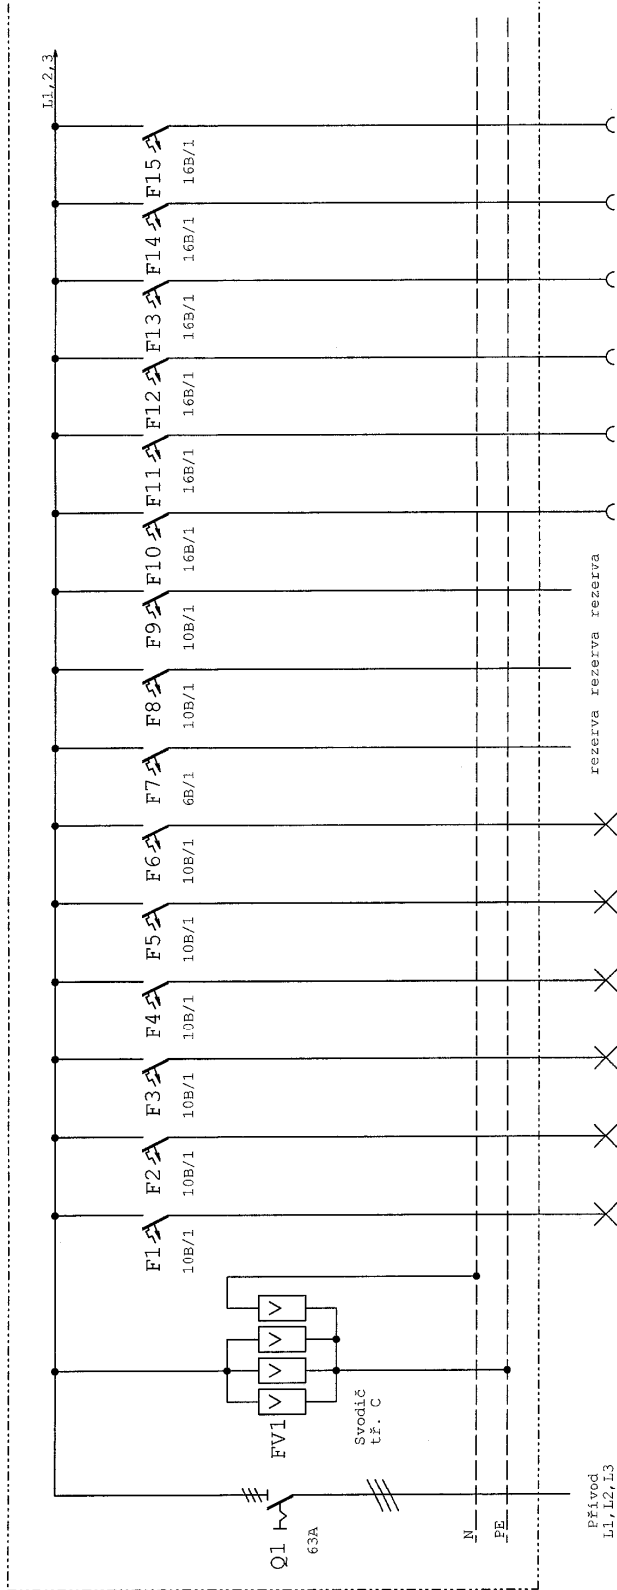 L1,2,3
Q1
63A
FV1
Svodič
tř. C
F1
10B/1
F2
10B/1
F3
10B/1
F4
10B/1
F5
10B/1
F6
10B/1
F7
6B/1
F8
10B/1
F9
10B/1
F10
16B/1
F11
16B/1
F12
16B/1
F13
16B/1
F14
16B/1
F15
16B/1
N
PE
Přívod
L1,L2,L3
rezerva rezerva rezerva